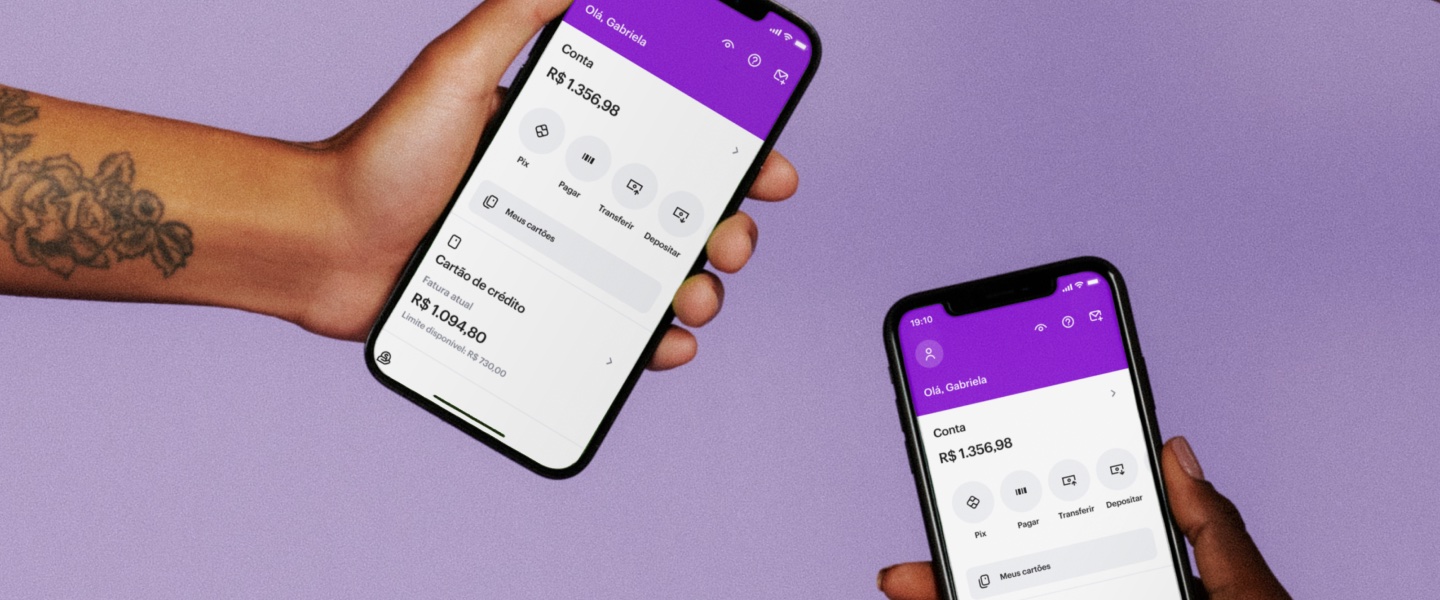 Olá, Gabriela
Conta
R$ 1.356,98
Pix
Pagar
Transferir
Depositar
Meus cartões
Cartão de crédito
Fatura atual
R$ 1.094,80
Limite disponível: R$ 730,00
19:10
Olá, Gabriela
Conta
R$ 1.356,98
Pix
Pagar
Transferir
Depositar
Meus cartões